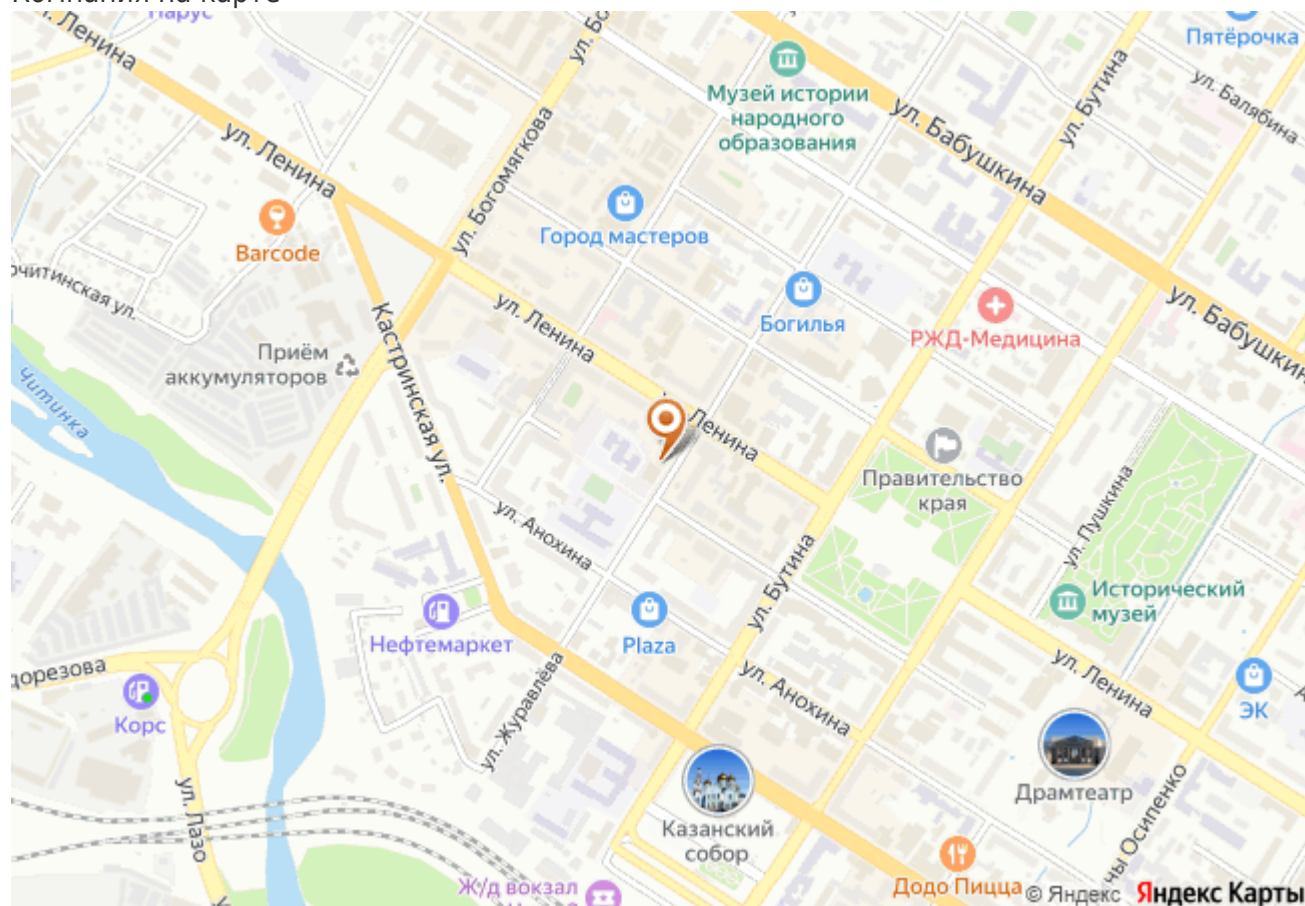 Компания на карте
Парус
ул. Ленина
ул. Ленина
ул. Богомягкова
Музей истории
народного
образования
ул. Бабушкина
ул. Бутина
Пятёрочка
ул. Балябина
Barcode
Город мастеров
Богилья
РЖД-Медицина
ул. Бабушкин
ул. Ленина
Кастринская ул.
Приём
аккумуляторов
Читинка
Ленина
Правительство
края
ул. Пушкина
ул. Анохина
Исторический
музей
Нефтемаркет
Plaza
ул. Бутина
ул. Журавлёва
ул. Анохина
ул. Ленина
ЭК
Корс
ул. Лазо
Казанский
собор
Драмтеатр
Осипенко
Додо Пицца
Ж/д вокзал
© Яндекс Яндекс Карты